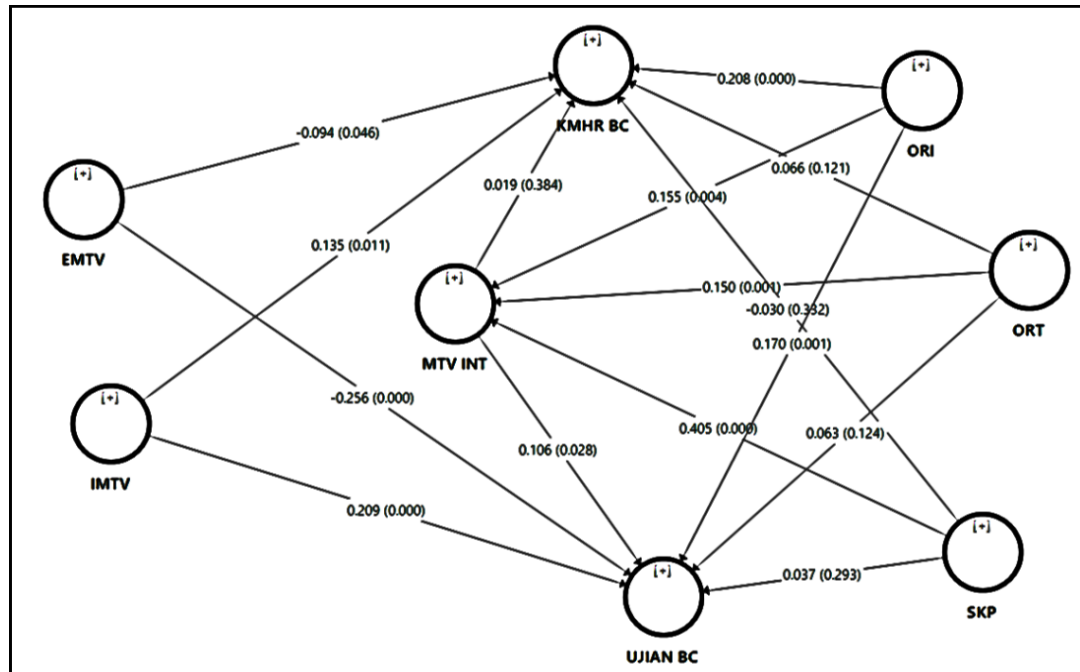 [+]
KMHR BC
[+]
ORI
0.208 (0.000)
-0.094 (0.046)
[+]
EMTV
0.066 (0.121)
0.019 (0.384)
0.155 (0.004)
0.135 (0.011)
[+]
ORT
[+]
MTV INT
0.150 (0.001)
-0.030 (0.332)
0.170 (0.001)
[+]
IMTV
-0.256 (0.000)
0.405 (0.000)
0.063 (0.124)
0.106 (0.028)
0.209 (0.000)
[+]
SKP
0.037 (0.293)
[+]
UJIAN BC